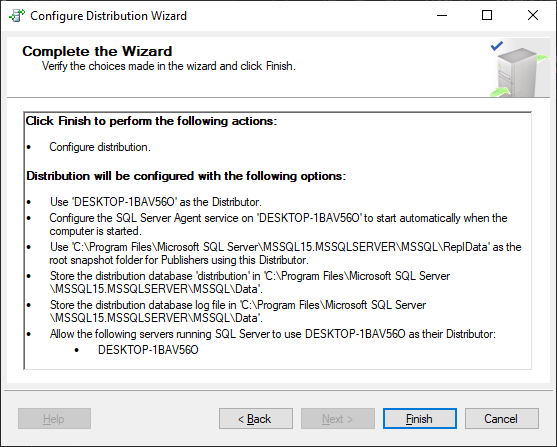 Configure Distribution Wizard
Complete the Wizard
Verify the choices made in the wizard and click Finish.
Click Finish to perform the following actions:
• Configure distribution.
Distribution will be configured with the following options:
• Use 'DESKTOP-1BAV56O' as the Distributor.
• Configure the SQL Server Agent service on 'DESKTOP-1BAV56O' to start automatically when the
computer is started.
• Use 'C:\Program Files\Microsoft SQL Server\MSSQL15.MSSQLSERVER\MSSQL\ReplData' as the
root snapshot folder for Publishers using this Distributor.
• Store the distribution database 'distribution' in 'C:\Program Files\Microsoft SQL Server
\MSSQL15.MSSQLSERVER\MSSQL\Data'.
• Store the distribution database log file in 'C:\Program Files\Microsoft SQL Server
\MSSQL15.MSSQLSERVER\MSSQL\Data'.
• Allow the following servers running SQL Server to use DESKTOP-1BAV56O as their Distributor:
• DESKTOP-1BAV56O
Help
< Back
Next >
Finish
Cancel